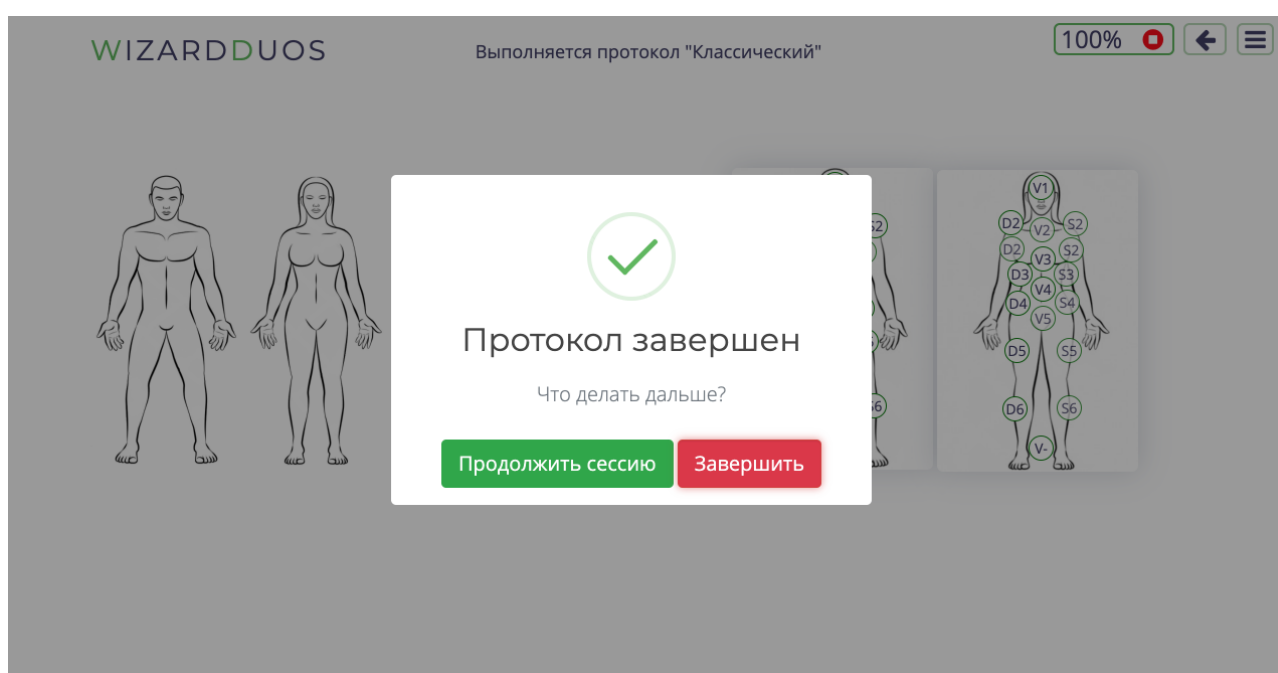 WIZARDDUOS
Выполняется протокол "Классический"
100%
Протокол завершен
Что делать дальше?
Продолжить сессию
Завершить
S6
V1
D2 V2 S2
D2 V3 S2
D3 S3
V4
D4 S4
V5
D5 S5
D6 S6
V-